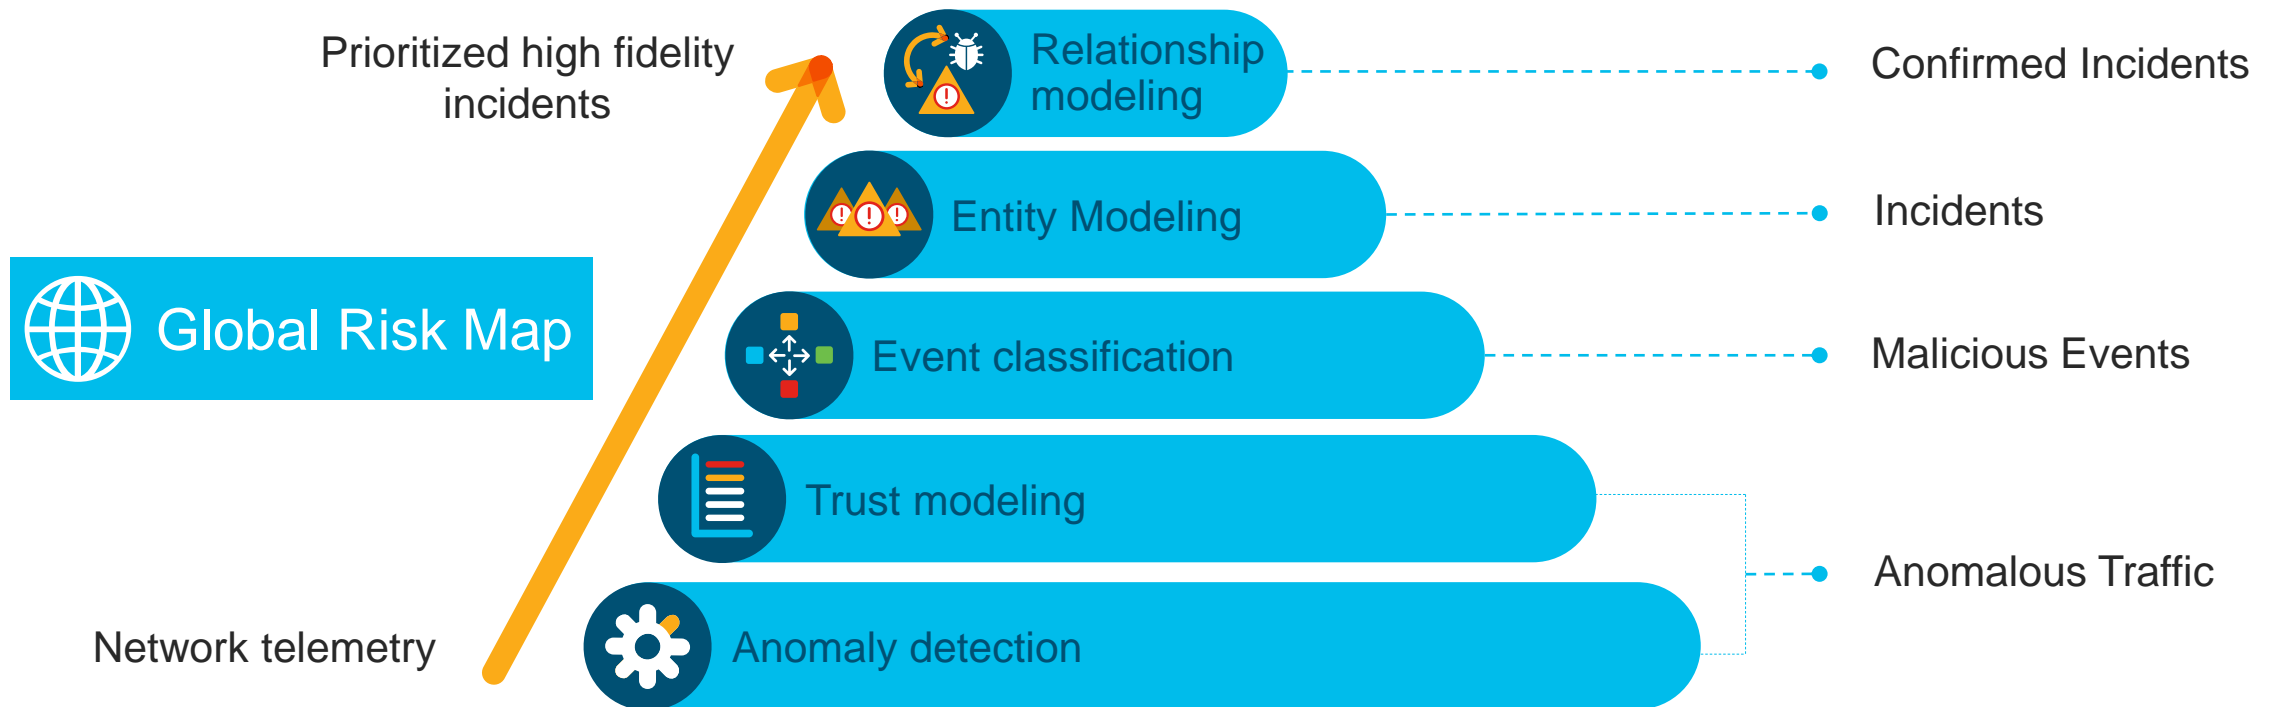 Prioritized high fidelity
incidents
Relationship
modeling
Confirmed Incidents
Entity Modeling
Incidents
Global Risk Map
Event classification
Malicious Events
Trust modeling
Anomalous Traffic
Network telemetry
Anomaly detection